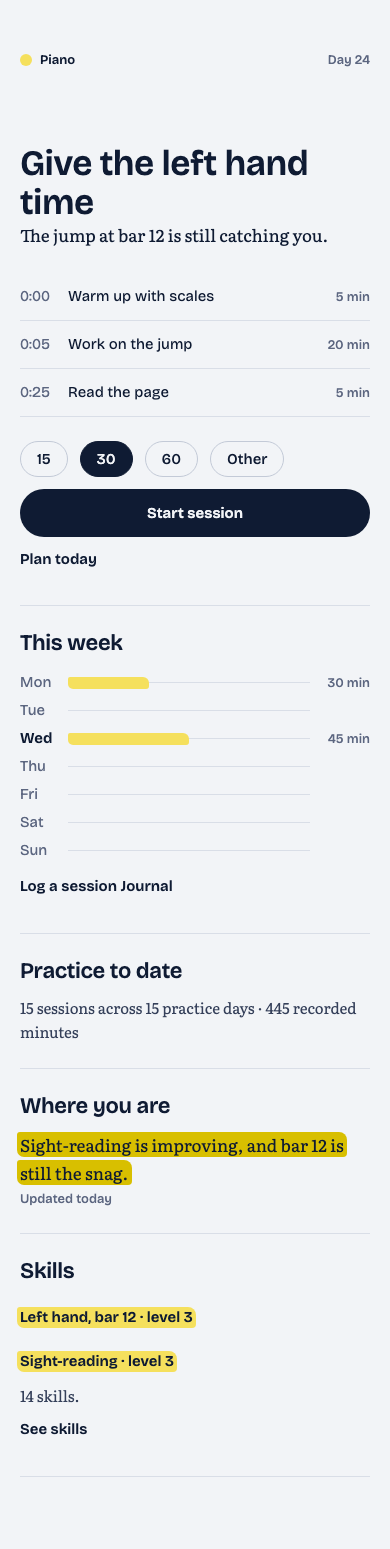 Piano Day 24
Give the left hand
time
The jump at bar 12 is still catching you.
0:00 Warm up with scales 5 min
0:05 Work on the jump 20 min
0:25 Read the page 5 min
15 30 60 Other
Start session
Plan today
This week
Mon 30 min
Tue
Wed 45 min
Thu
Fri
Sat
Sun
Log a session Journal
Practice to date
15 sessions across 15 practice days · 445 recorded
minutes
Where you are
Sight-reading is improving, and bar 12 is
still the snag.
Updated today
Skills
Left hand, bar 12 · level 3
Sight-reading · level 3
14 skills.
See skills